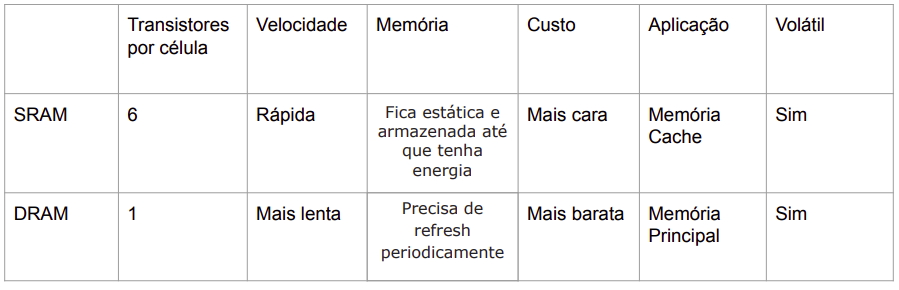 Transistores por célula
Velocidade
Memória
Custo
Aplicação
Volátil
SRAM
6
Rápida
Fica estática e
armazenada até
que tenha
energia
Mais cara
Memória
Cache
Sim
DRAM
1
Mais lenta
Precisa de
refresh
periodicamente
Mais barata
Memória
Principal
Sim